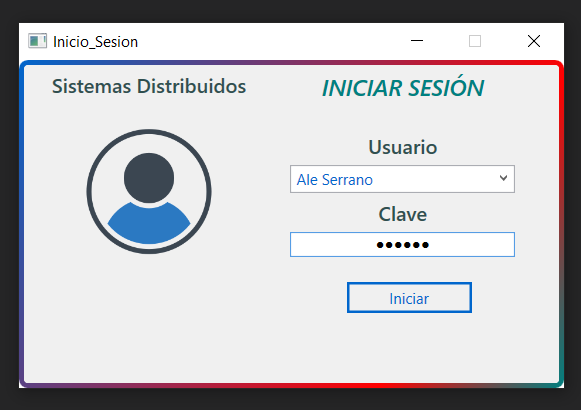 Inicio_Sesion
Sistemas Distribuidos
INICIAR SESIÓN
Usuario
Ale Serrano
Clave
••••••
Iniciar